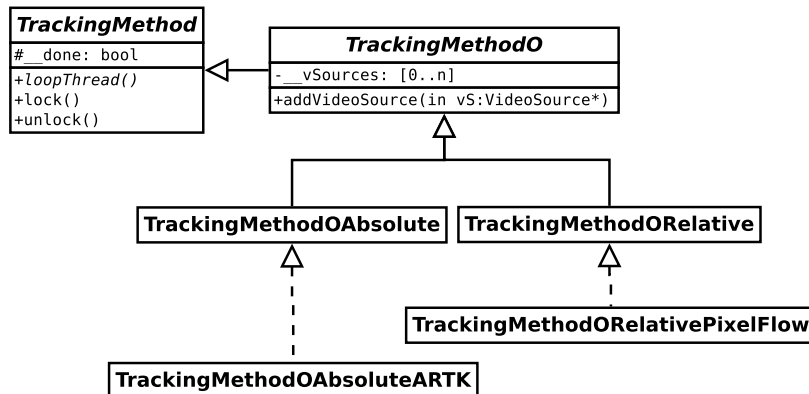 TrackingMethod
#__done: bool
+loopThread()
+lock()
+unlock()
TrackingMethodO
-__vSources: [0..n]
+addVideoSource(in vS:VideoSource*)
TrackingMethodOAbsolute
TrackingMethodORelative
TrackingMethodORelativePixelFlow
TrackingMethodOAbsoluteARTK